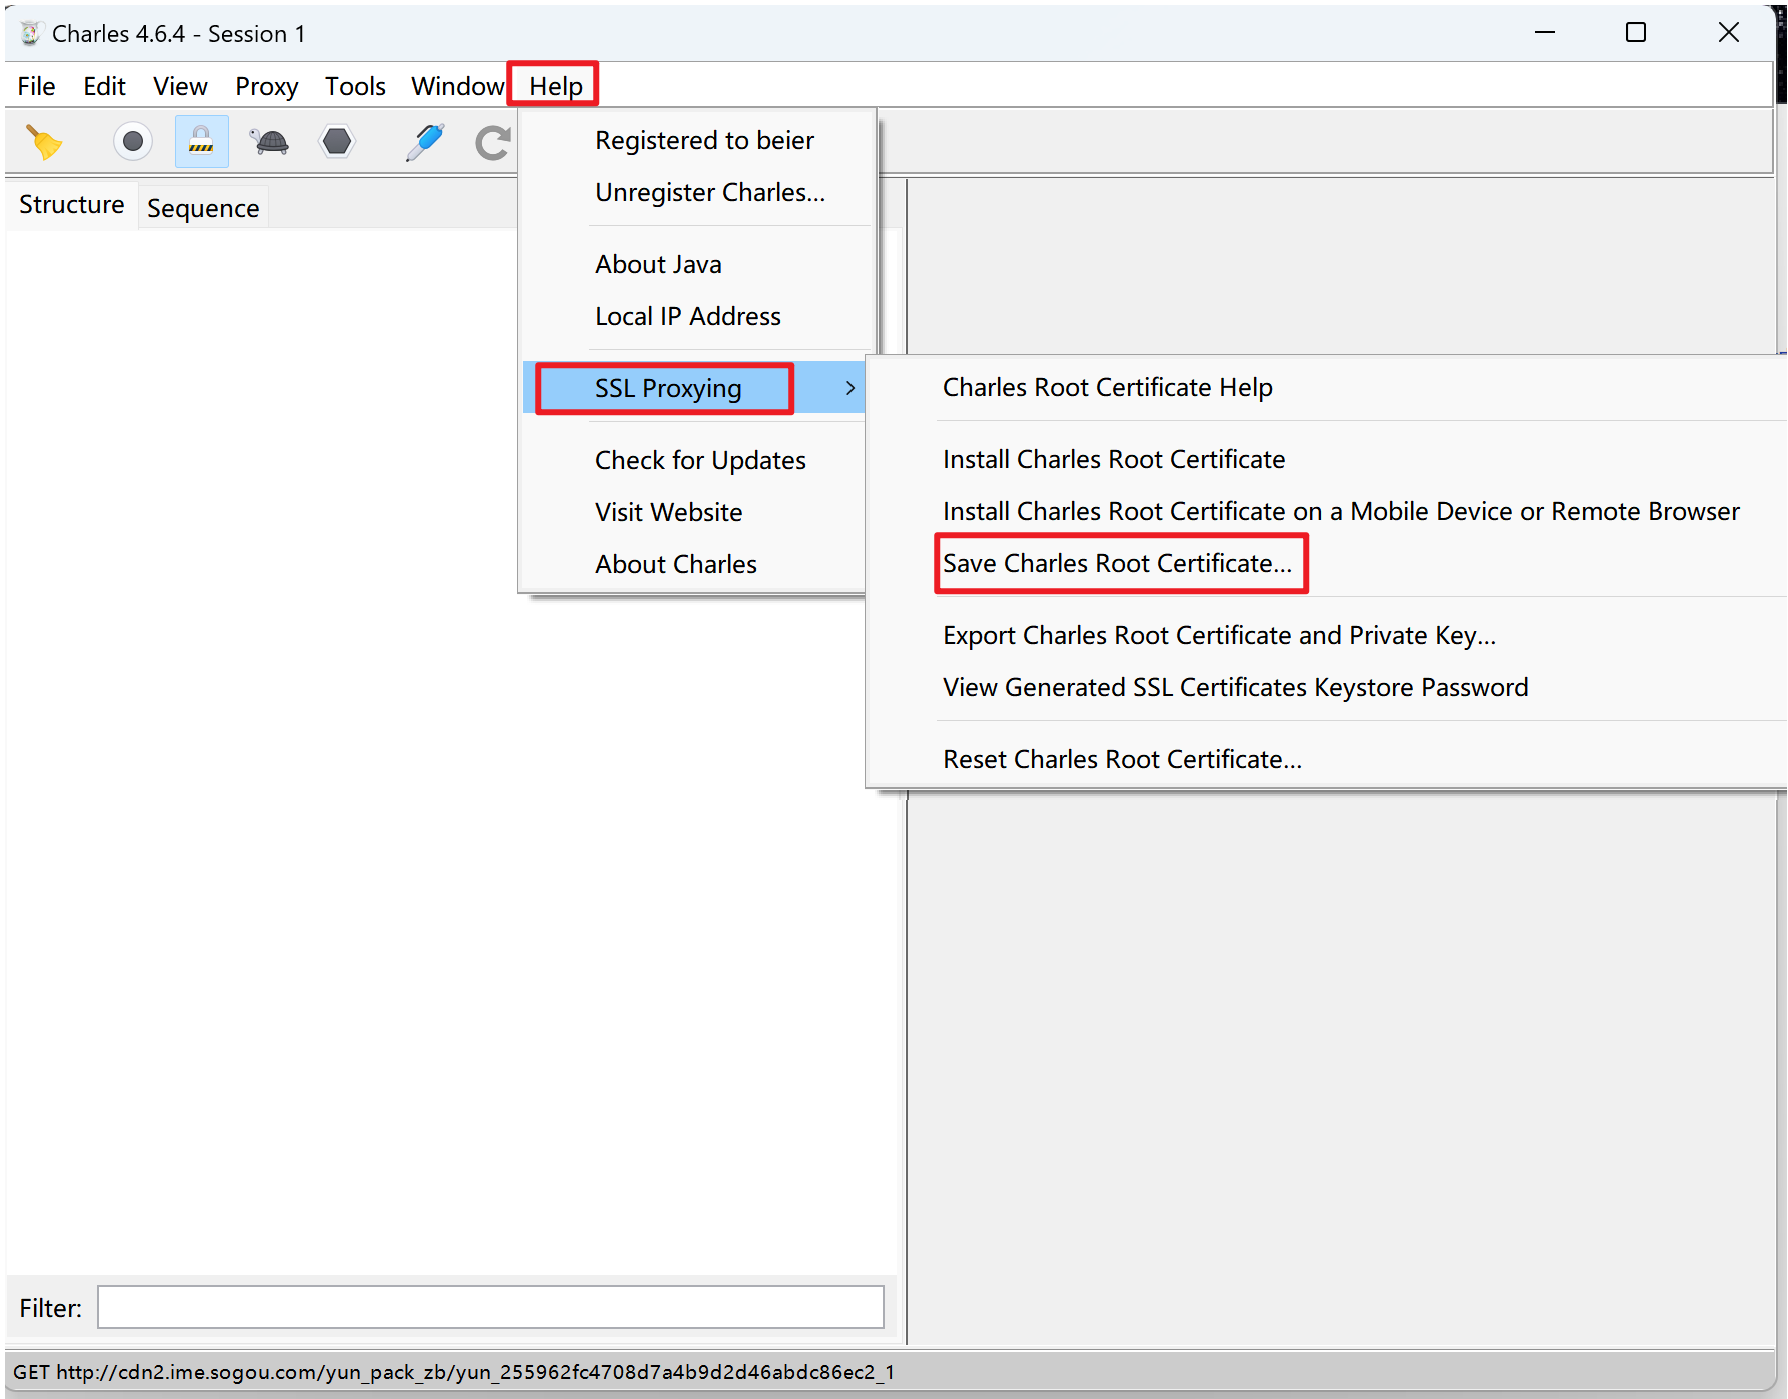 Charles 4.6.4 - Session 1
File Edit View Proxy Tools Window Help
Structure Sequence
Registered to beier
Unregister Charles...
About Java
Local IP Address
SSL Proxying
Check for Updates
Visit Website
About Charles
Charles Root Certificate Help
Install Charles Root Certificate
Install Charles Root Certificate on a Mobile Device or Remote Browser
Save Charles Root Certificate...
Export Charles Root Certificate and Private Key...
View Generated SSL Certificates Keystore Password
Reset Charles Root Certificate...
Filter:
GET http://cdn2.ime.sogou.com/yun_pack_zb/yun_255962fc4708d7a4b9d2d46abdc86ec2_1